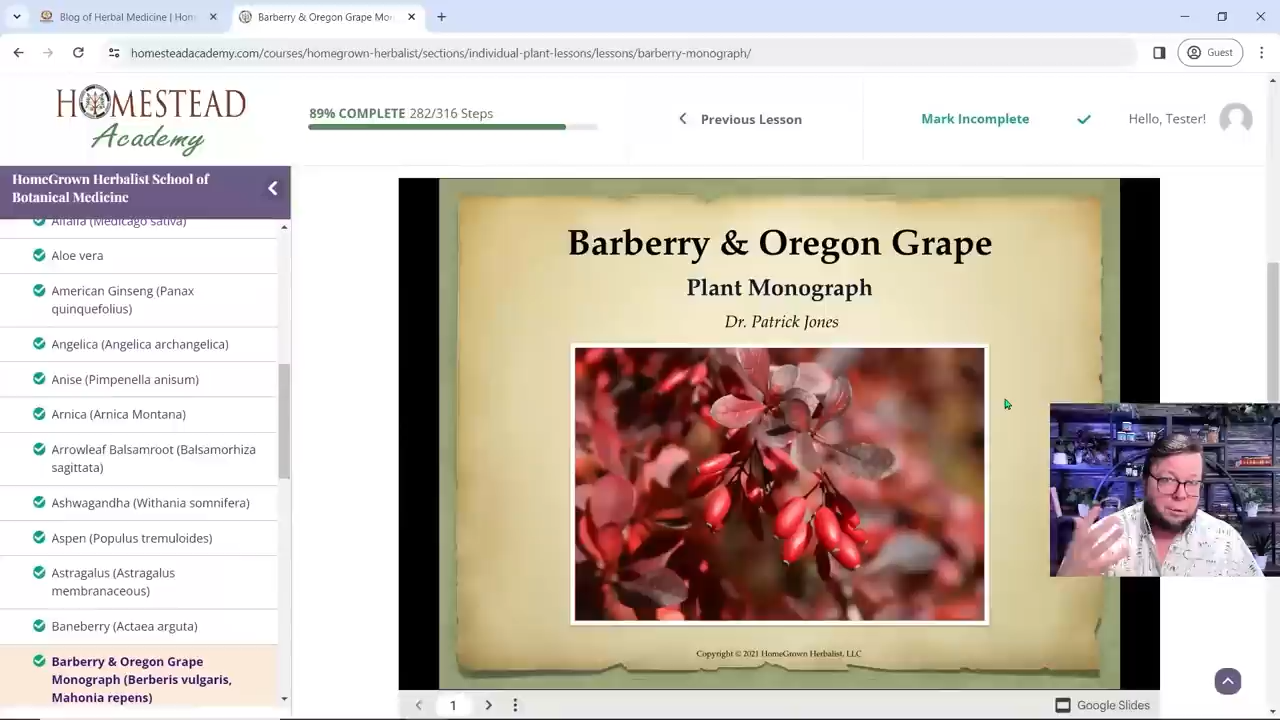 Blog of Herbal Medicine | Hom
Barberry & Oregon Grape Mon
homesteadacademy.com/courses/homegrown-herbalist/sections/individual-plant-lessons/lessons/barberry-monograph/
Guest
HOMESTEAD
Academy
89% COMPLETE 282/316 Steps
Previous Lesson
Mark Incomplete
Hello, Tester!
HomeGrown Herbalist School of
Botanical Medicine
Alfalfa (Medicago sativa)
Aloe vera
American Ginseng (Panax
quinquefolius)
Angelica (Angelica archangelica)
Anise (Pimpenella anisum)
Arnica (Arnica Montana)
Arrowleaf Balsamroot (Balsamorhiza
sagittata)
Ashwagandha (Withania somnifera)
Aspen (Populus tremuloides)
Astragalus (Astragalus
membranaceous)
Baneberry (Actaea arguta)
Barberry & Oregon Grape
Monograph (Berberis vulgaris,
Mahonia repens)
Barberry & Oregon Grape
Plant Monograph
Dr. Patrick Jones
Copyright © 2021 HomeGrown Herbalist, LLC
1
Google Slides